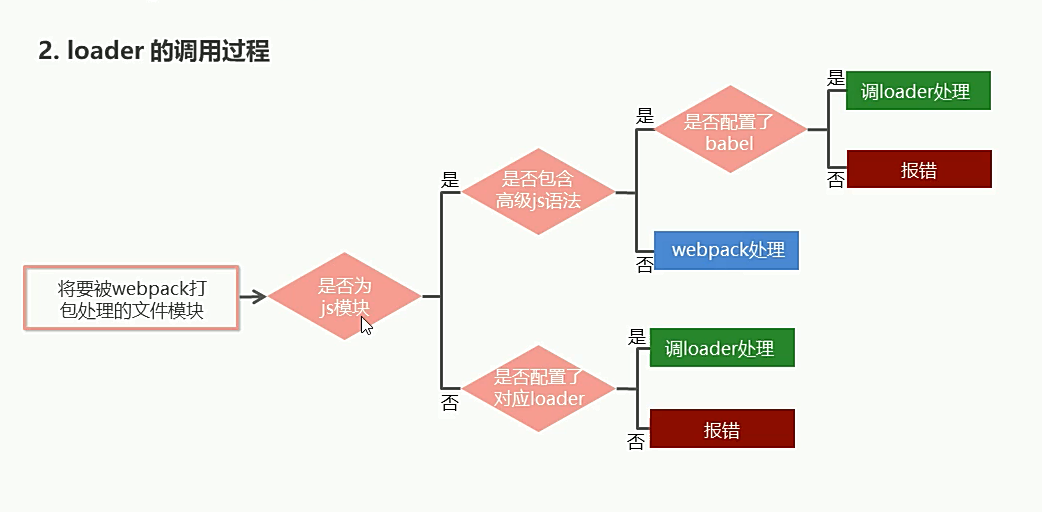 2. loader 的调用过程
是
调loader处理
是
是否配置了
babel
是
是否包含
高级js语法
报错
否
webpack处理
否
将要被webpack打
包处理的文件模块
是否为
js模块
是
调loader处理
否
是否配置了
对应loader
报错
否